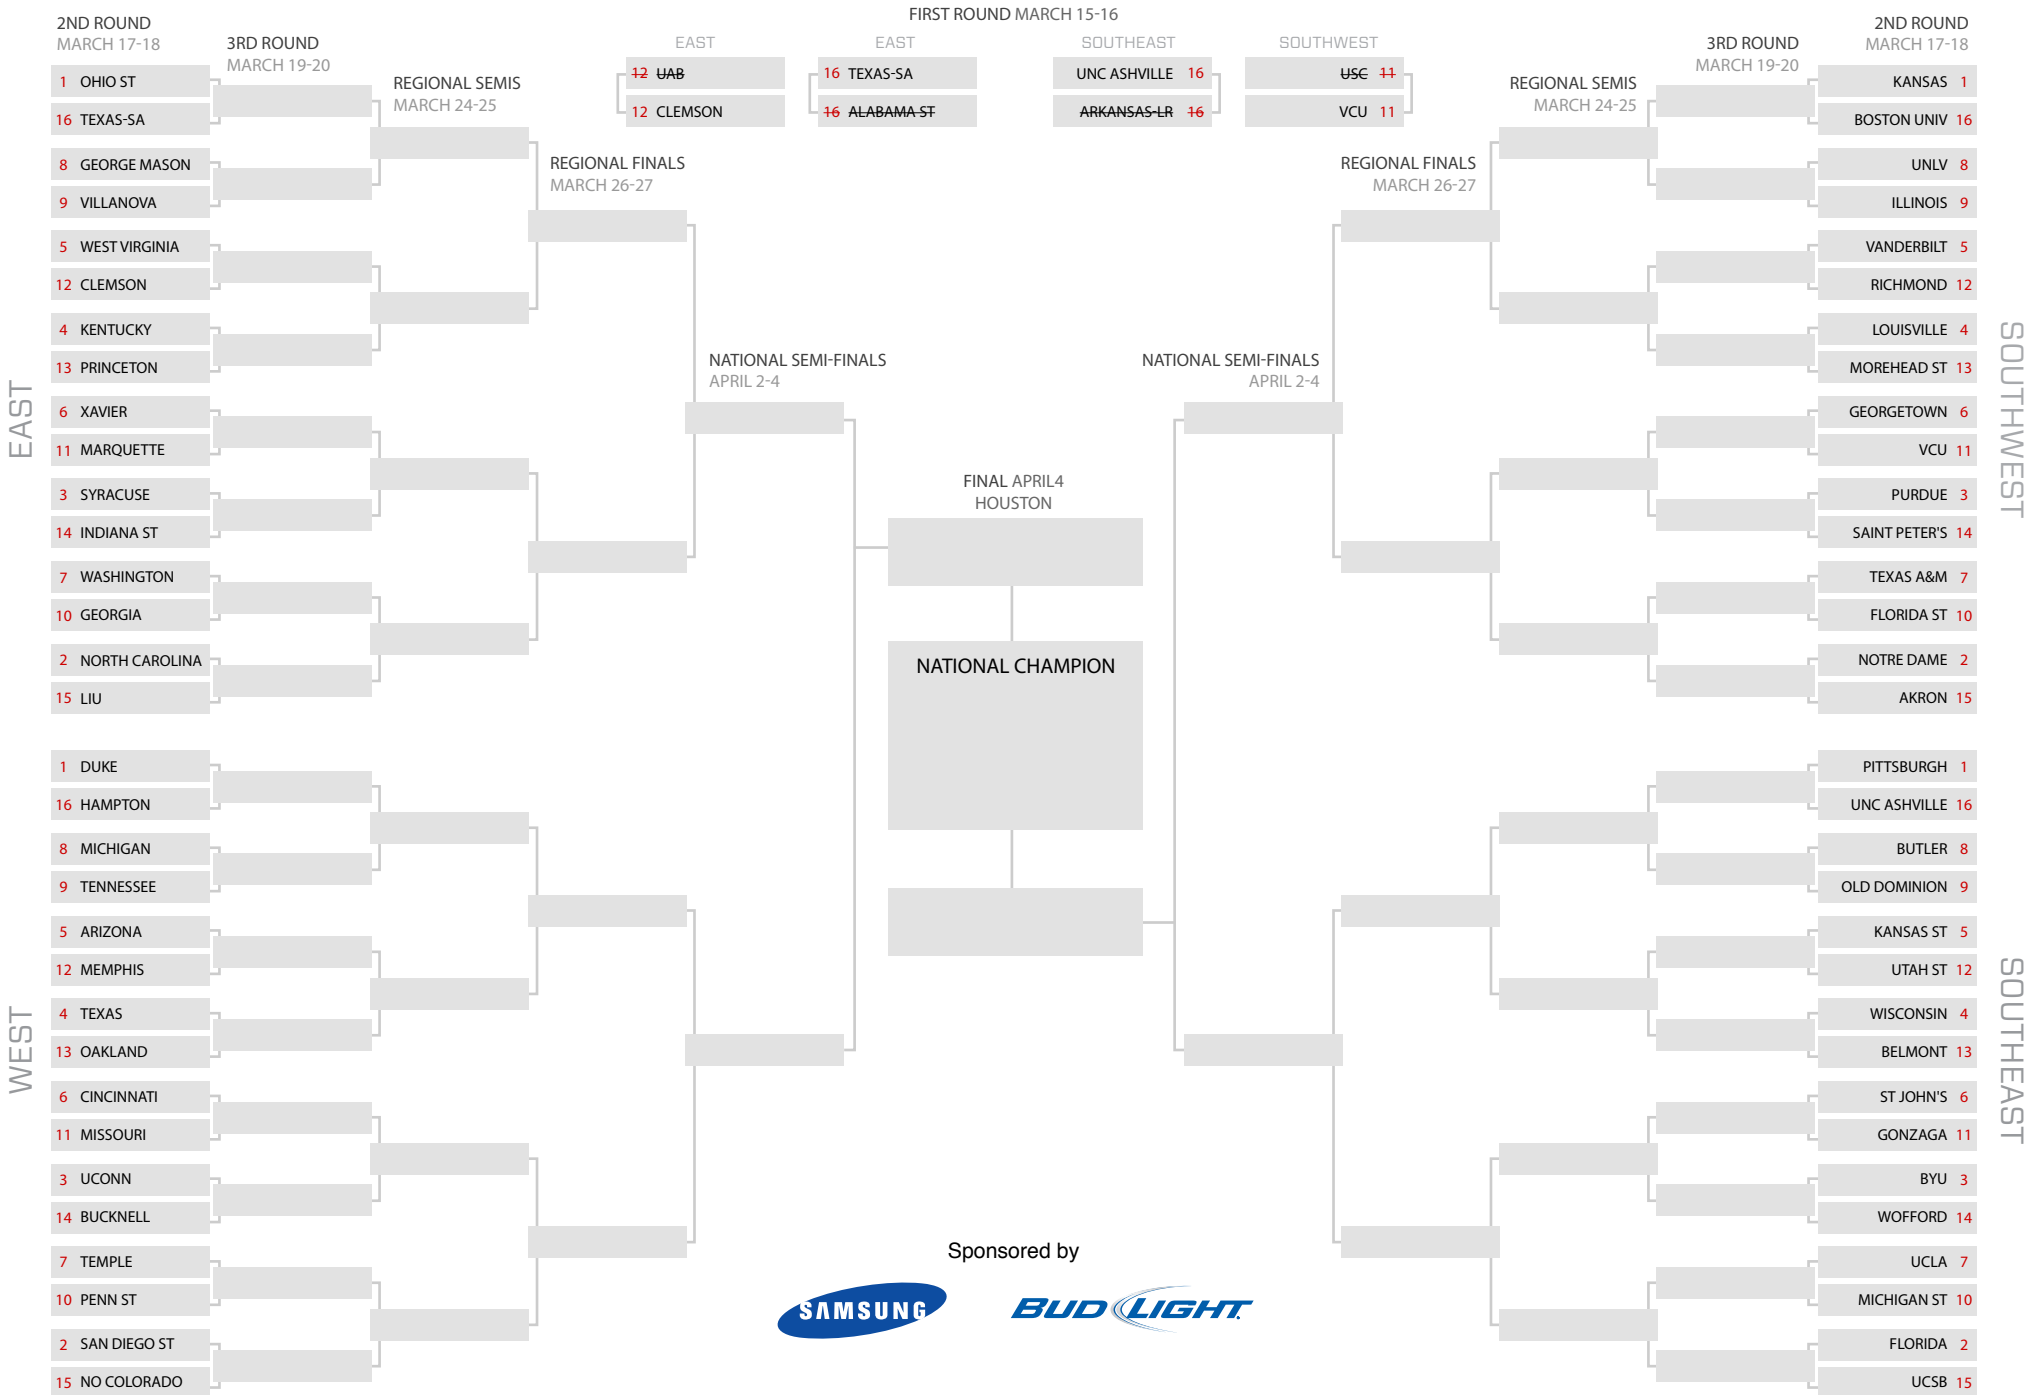 FIRST ROUND MARCH 15-16
EAST
12 UAB
12 CLEMSON
EAST
16 TEXAS-SA
16 ALABAMA ST
SOUTHEAST
UNC ASHVILLE 16
ARKANSAS-LR 16
SOUTHWEST
USC 11
VCU 11
2ND ROUND
MARCH 17-18
3RD ROUND
MARCH 19-20
REGIONAL SEMIS
MARCH 24-25
REGIONAL FINALS
MARCH 26-27
NATIONAL SEMI-FINALS
APRIL 2-4
EAST
1 OHIO ST
16 TEXAS-SA
8 GEORGE MASON
9 VILLANOVA
5 WEST VIRGINIA
12 CLEMSON
4 KENTUCKY
13 PRINCETON
6 XAVIER
11 MARQUETTE
3 SYRACUSE
14 INDIANA ST
7 WASHINGTON
10 GEORGIA
2 NORTH CAROLINA
15 LIU
WEST
1 DUKE
16 HAMPTON
8 MICHIGAN
9 TENNESSEE
5 ARIZONA
12 MEMPHIS
4 TEXAS
13 OAKLAND
6 CINCINNATI
11 MISSOURI
3 UCONN
14 BUCKNELL
7 TEMPLE
10 PENN ST
2 SAN DIEGO ST
15 NO COLORADO
FINAL APRIL4
HOUSTON
NATIONAL CHAMPION
Sponsored by
SAMSUNG
BUD LIGHT.
2ND ROUND
MARCH 17-18
3RD ROUND
MARCH 19-20
REGIONAL SEMIS
MARCH 24-25
REGIONAL FINALS
MARCH 26-27
NATIONAL SEMI-FINALS
APRIL 2-4
SOUTHWEST
KANSAS 1
BOSTON UNIV 16
UNLV 8
ILLINOIS 9
VANDERBILT 5
RICHMOND 12
LOUISVILLE 4
MOREHEAD ST 13
GEORGETOWN 6
VCU 11
PURDUE 3
SAINT PETER'S 14
TEXAS A&M 7
FLORIDA ST 10
NOTRE DAME 2
AKRON 15
SOUTHEAST
PITTSBURGH 1
UNC ASHVILLE 16
BUTLER 8
OLD DOMINION 9
KANSAS ST 5
UTAH ST 12
WISCONSIN 4
BELMONT 13
ST JOHN'S 6
GONZAGA 11
BYU 3
WOFFORD 14
UCLA 7
MICHIGAN ST 10
FLORIDA 2
UCSB 15